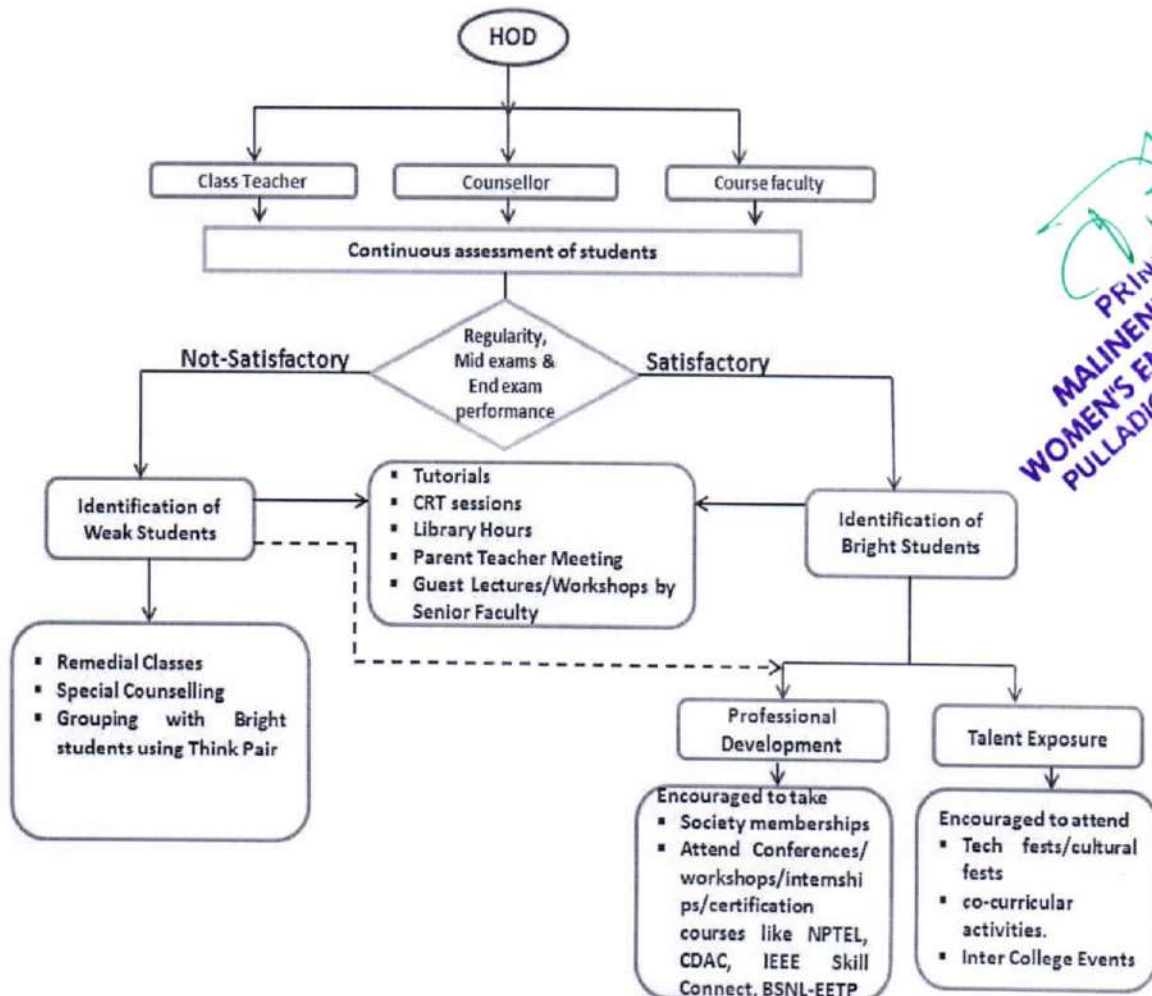 HOD
Class Teacher
Counsellor
Course faculty
Continuous assessment of students
Regularity,
Mid exams &
End exam
performance
Not-Satisfactory
Satisfactory
Identification of
Weak Students
▪ Tutorials
▪ CRT sessions
▪ Library Hours
▪ Parent Teacher Meeting
▪ Guest Lectures/Workshops by
Senior Faculty
Identification of
Bright Students
▪ Remedial Classes
▪ Special Counselling
▪ Grouping with Bright
students using Think Pair
Professional
Development
Talent Exposure
Encouraged to take
▪ Society memberships
▪ Attend Conferences/
workshops/internshi
ps/certification
courses like NPTEL,
CDAC, IEEE Skill
Connect, BSNL-EETP
Encouraged to attend
▪ Tech fests/cultural
fests
▪ co-curricular
activities.
▪ Inter College Events
WOMEN'S